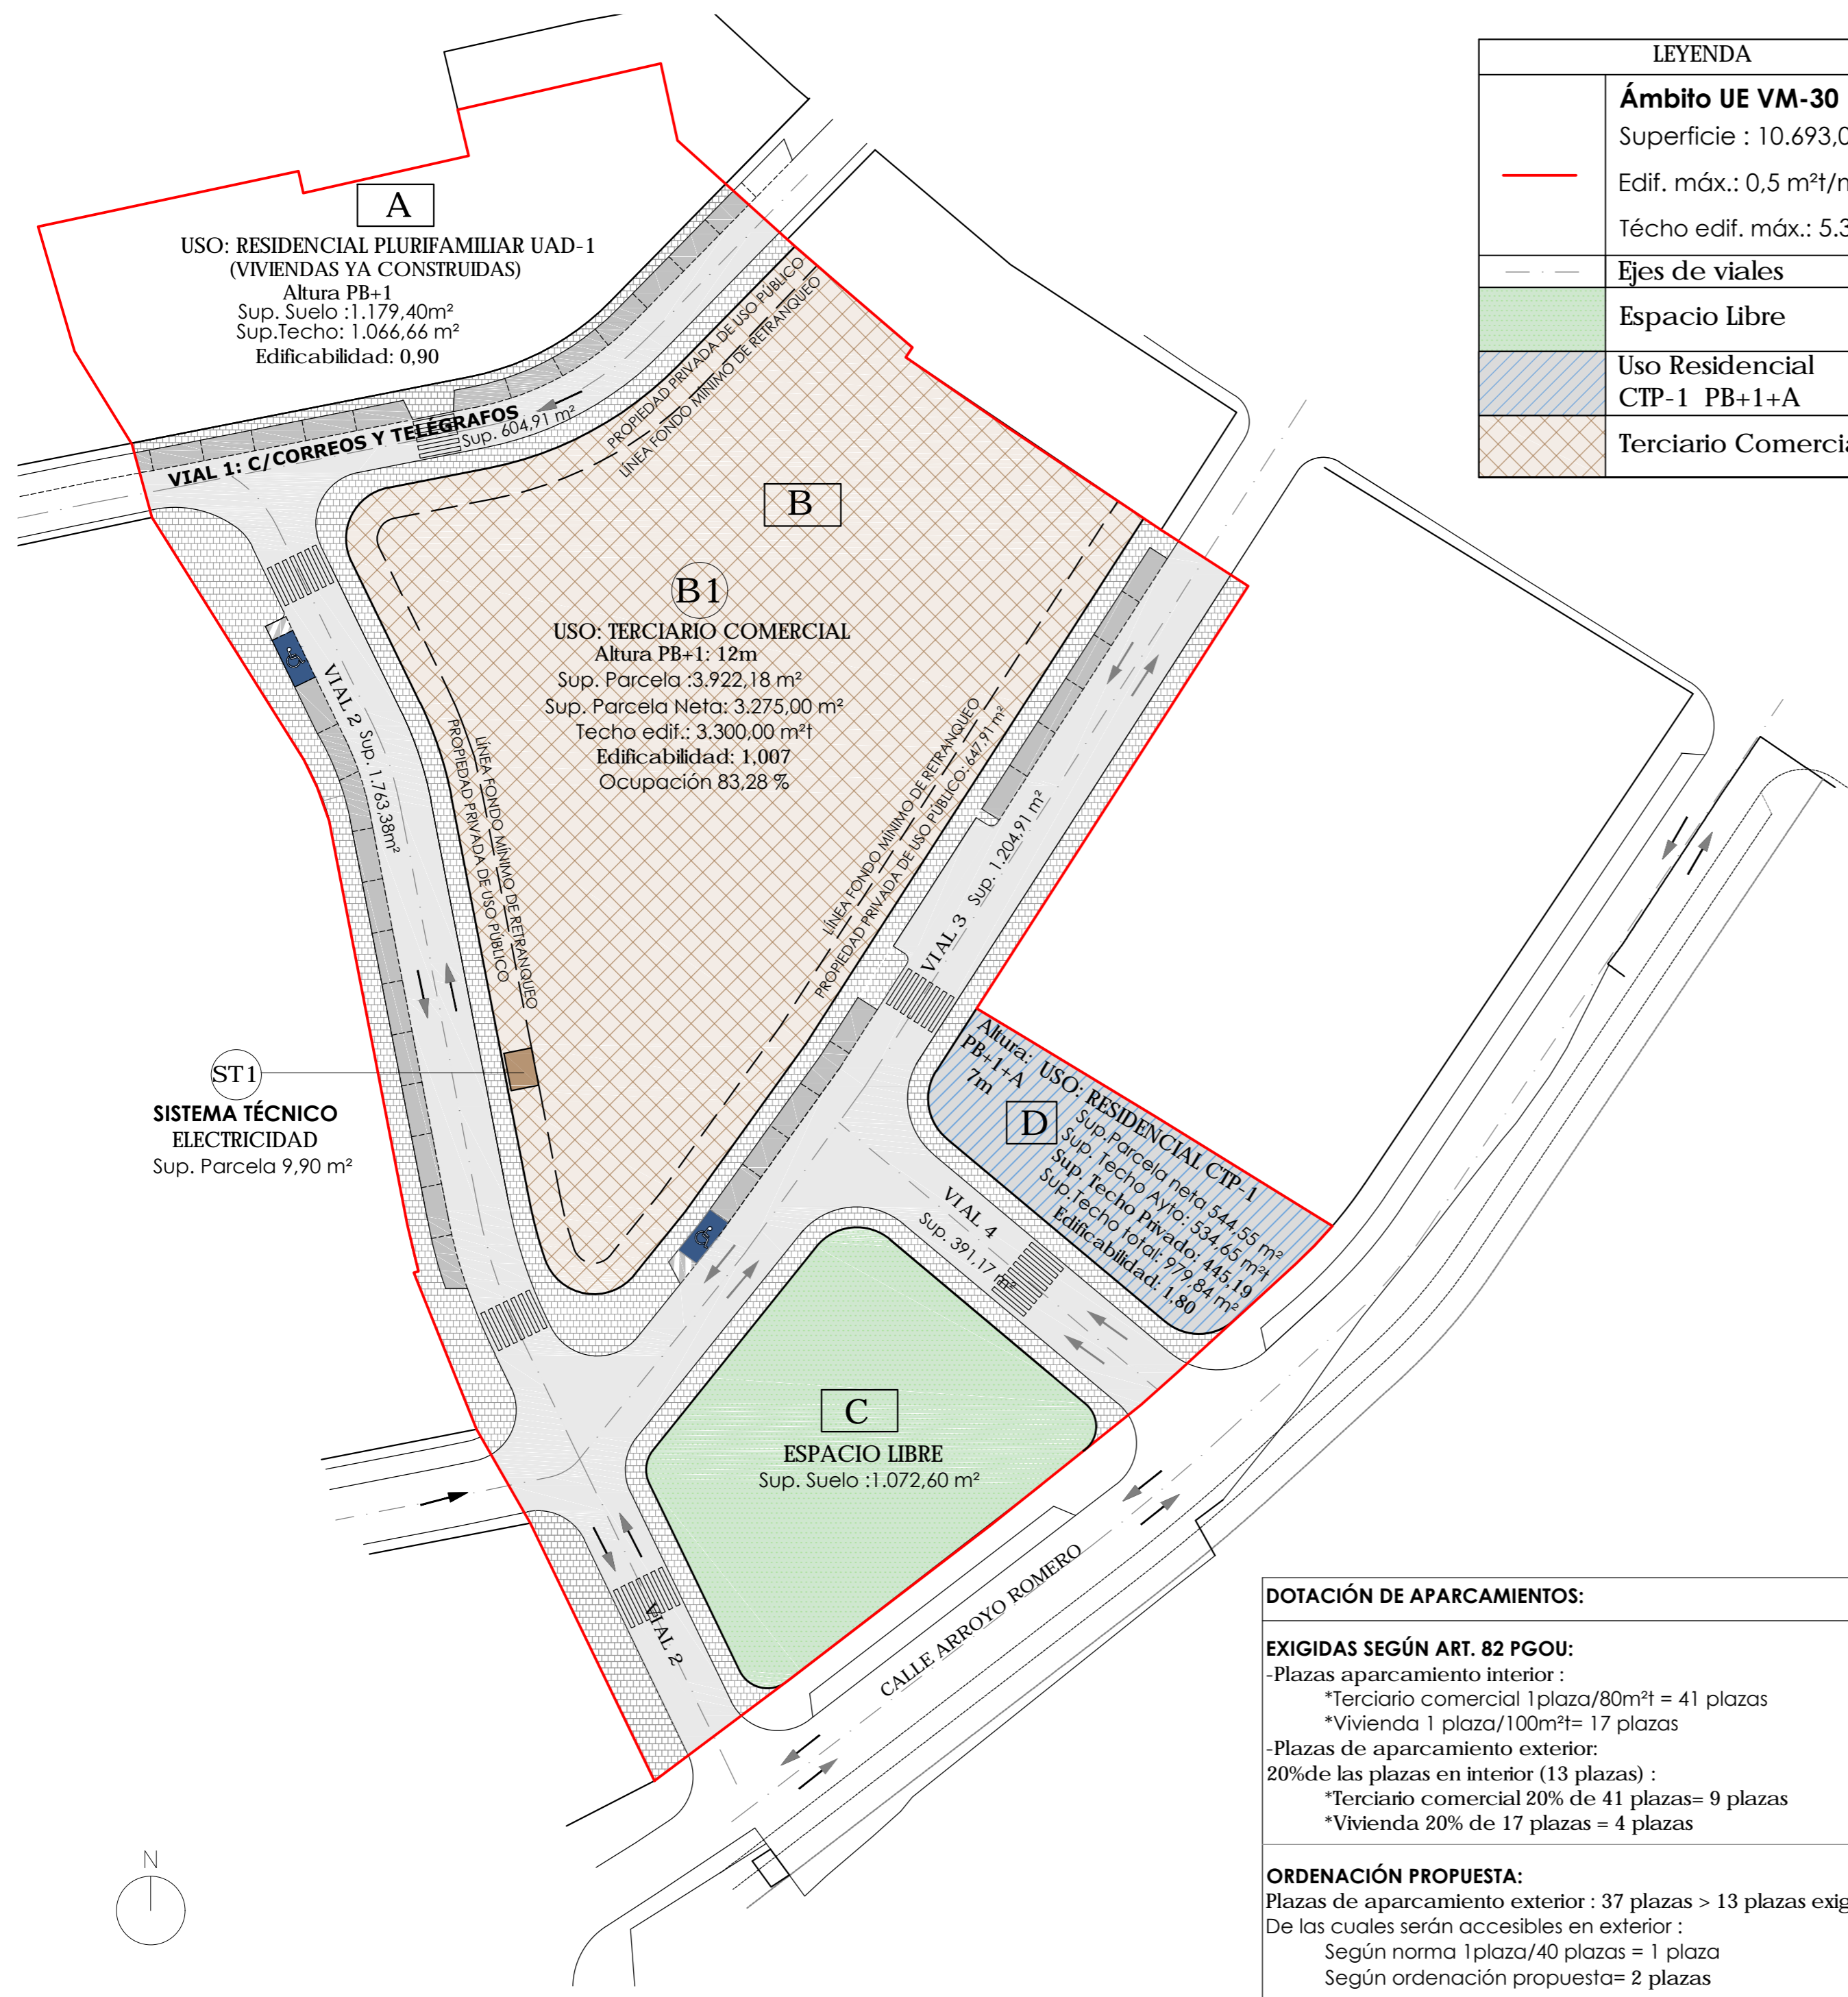 LEYENDA
Ámbito UE VM-30
Superficie : 10.693,0
Edif. máx.: 0,5 m²t/m
Técho edif. máx.: 5.3
Ejes de viales
Espacio Libre
Uso Residencial
CTP-1 PB+1+A
Terciario Comercia
A
USO: RESIDENCIAL PLURIFAMILIAR UAD-1
(VIVIENDAS YA CONSTRUIDAS)
Altura PB+1
Sup. Suelo :1.179,40m²
Sup.Techo: 1.066,66 m²
Edificabilidad: 0,90
PROPIEDAD PRIVADA DE USO PÚBLICO
LÍNEA FONDO MÍNIMO DE RETRANQUEO
VIAL 1: C/CORREOS Y TELÉGRAFOS
Sup. 604,91 m²
B
B1
USO: TERCIARIO COMERCIAL
Altura PB+1: 12m
Sup. Parcela :3.922,18 m²
Sup. Parcela Neta: 3.275,00 m²
Techo edif.: 3.300,00 m²t
Edificabilidad: 1,007
Ocupación 83,28 %
VIAL 2 Sup. 1.763,38m²
LÍNEA FONDO MÍNIMO DE RETRANQUEO
PROPIEDAD PRIVADA DE USO PÚBLICO
LÍNEA FONDO MÍNIMO DE RETRANQUEO
PROPIEDAD PRIVADA DE USO PÚBLICO: 647,91 m²
VIAL 3 Sup. 1.204,91 m²
ST1
SISTEMA TÉCNICO
ELECTRICIDAD
Sup. Parcela 9,90 m²
Altura:
PB+1+A
7m
D
USO: RESIDENCIAL CTP-1
Sup.Parcela neta 544,55 m²
Sup. Techo Ayto: 534,65 m²t
Sup. Techo Privado: 445,19
Sup.Techo total: 979,84 m²
Edificabilidad: 1,80
VIAL 4
Sup. 391,17 m²
C
ESPACIO LIBRE
Sup. Suelo :1.072,60 m²
VIAL 2
CALLE ARROYO ROMERO
N
DOTACIÓN DE APARCAMIENTOS:
EXIGIDAS SEGÚN ART. 82 PGOU:
-Plazas aparcamiento interior :
*Terciario comercial 1plaza/80m²t = 41 plazas
*Vivienda 1 plaza/100m²t= 17 plazas
-Plazas de aparcamiento exterior:
20%de las plazas en interior (13 plazas) :
*Terciario comercial 20% de 41 plazas= 9 plazas
*Vivienda 20% de 17 plazas = 4 plazas
ORDENACIÓN PROPUESTA:
Plazas de aparcamiento exterior : 37 plazas > 13 plazas exig
De las cuales serán accesibles en exterior :
Según norma 1plaza/40 plazas = 1 plaza
Según ordenación propuesta= 2 plazas